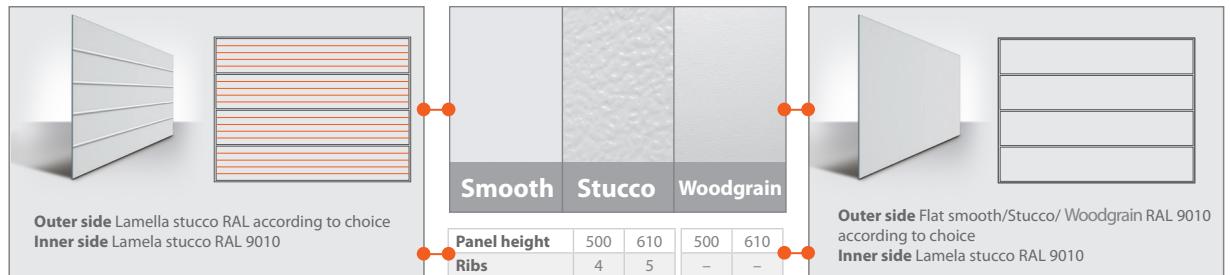 Outer side Lamella stucco RAL according to choice
Inner side Lamela stucco RAL 9010
Smooth Stucco Woodgrain
Panel height 500 610 500 610
Ribs 4 5 – –
Outer side Flat smooth/Stucco/ Woodgrain RAL 9010
according to choice
Inner side Lamela stucco RAL 9010